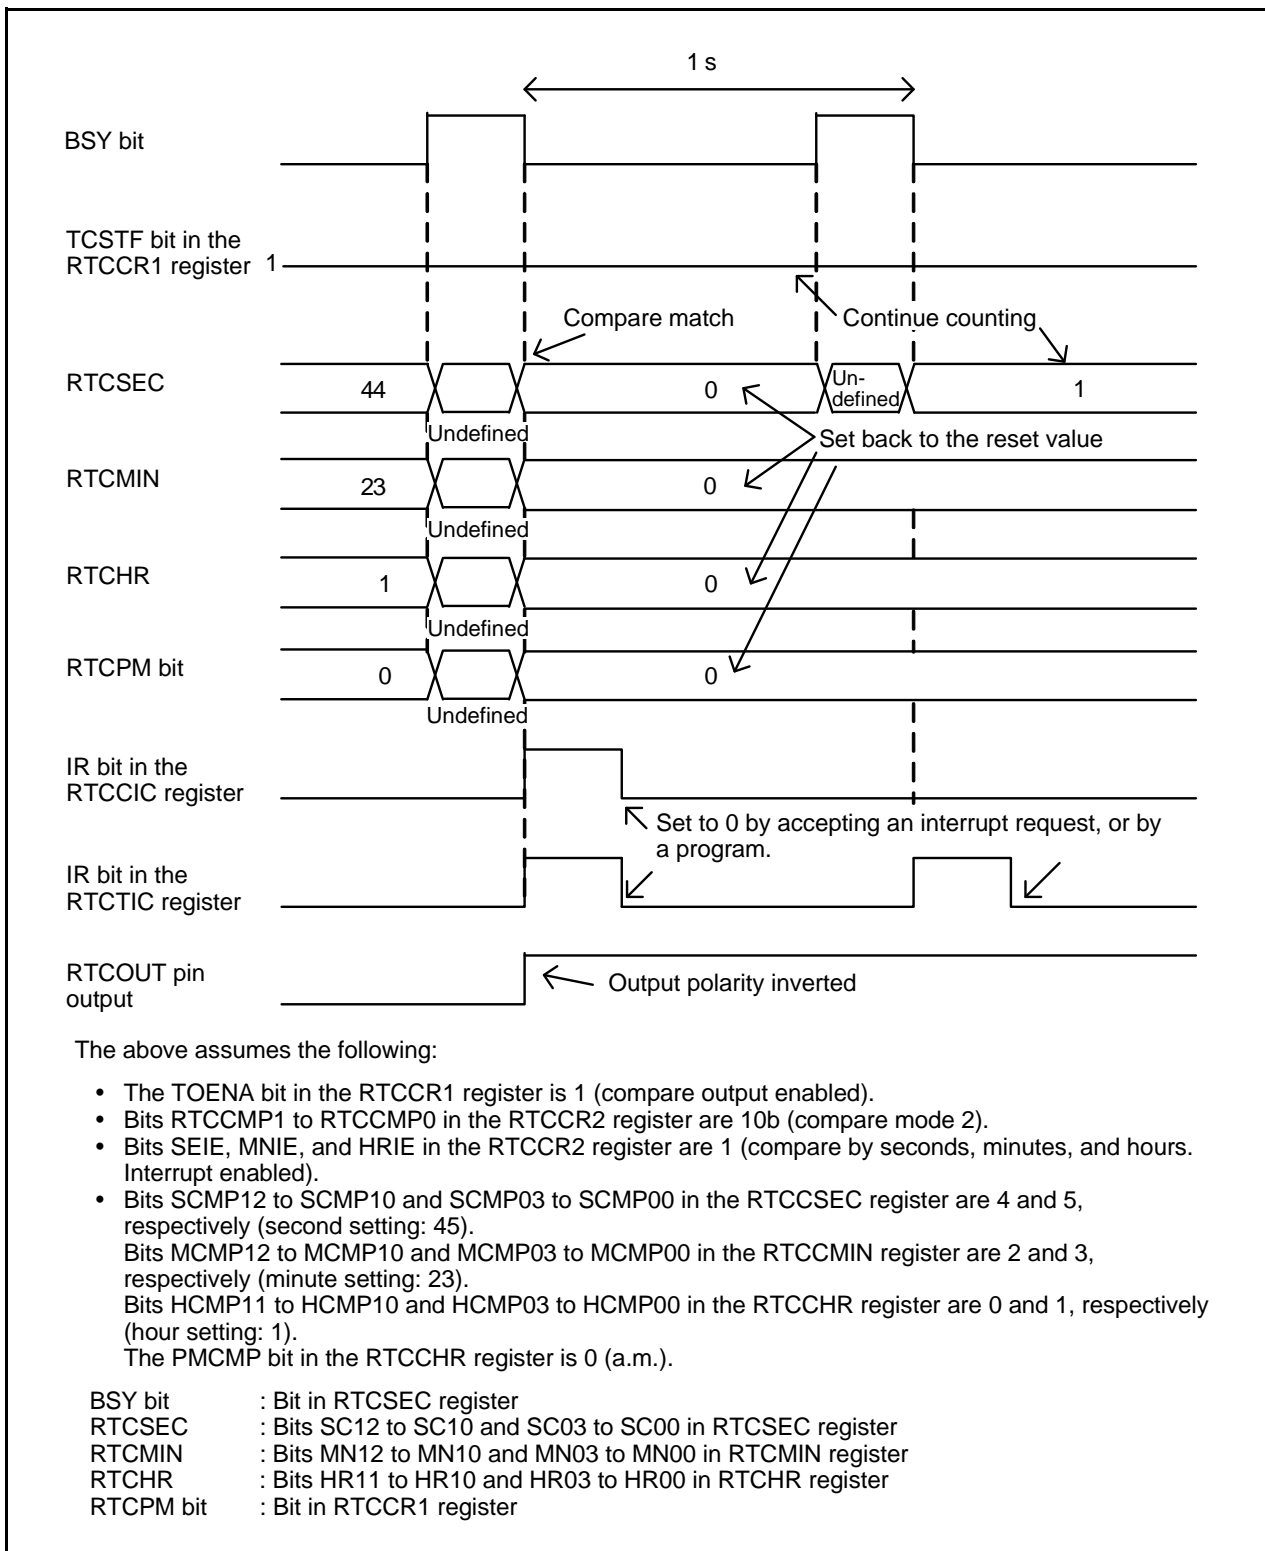 1 s
BSY bit
TCSTF bit in the
RTCCR1 register 1
Compare match
Continue counting
RTCSEC
44
0
Un-
defined
1
Undefined
Set back to the reset value
RTCMIN
23
0
Undefined
RTCHR
1
0
Undefined
RTCPM bit
0
0
Undefined
IR bit in the
RTCCIC register
Set to 0 by accepting an interrupt request, or by
a program.
IR bit in the
RTCTIC register
RTCOUT pin
output
Output polarity inverted
The above assumes the following:
• The TOENA bit in the RTCCR1 register is 1 (compare output enabled).
• Bits RTCCMP1 to RTCCMP0 in the RTCCR2 register are 10b (compare mode 2).
• Bits SEIE, MNIE, and HRIE in the RTCCR2 register are 1 (compare by seconds, minutes, and hours.
Interrupt enabled).
• Bits SCMP12 to SCMP10 and SCMP03 to SCMP00 in the RTCCSEC register are 4 and 5,
respectively (second setting: 45).
Bits MCMP12 to MCMP10 and MCMP03 to MCMP00 in the RTCCMIN register are 2 and 3,
respectively (minute setting: 23).
Bits HCMP11 to HCMP10 and HCMP03 to HCMP00 in the RTCCHR register are 0 and 1, respectively
(hour setting: 1).
The PMCMP bit in the RTCCHR register is 0 (a.m.).
BSY bit : Bit in RTCSEC register
RTCSEC : Bits SC12 to SC10 and SC03 to SC00 in RTCSEC register
RTCMIN : Bits MN12 to MN10 and MN03 to MN00 in RTCMIN register
RTCHR : Bits HR11 to HR10 and HR03 to HR00 in RTCHR register
RTCPM bit : Bit in RTCCR1 register